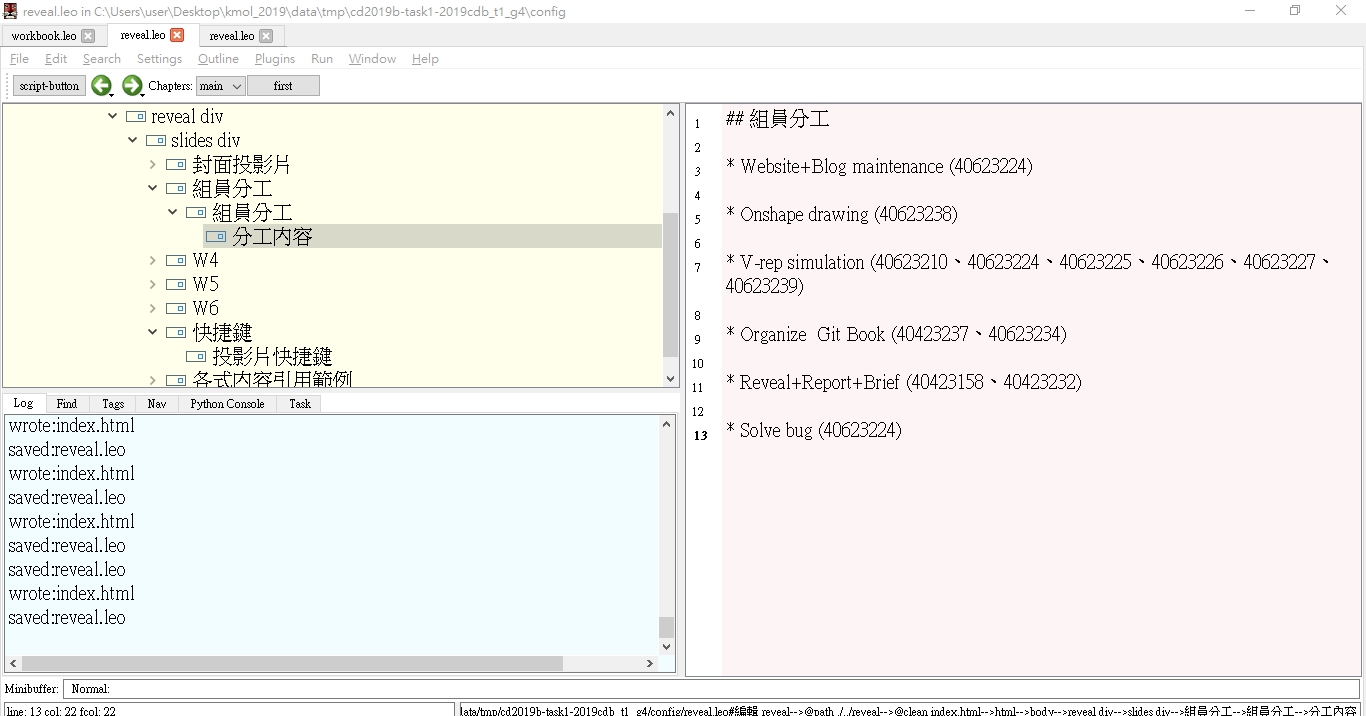 reveal.leo in C:\Users\user\Desktop\kmol_2019\data\tmp\cd2019b-task1-2019cdb_t1_g4\config
workbook.leo reveal.leo reveal.leo
File Edit Search Settings Outline Plugins Run Window Help
script-button Chapters: main first
reveal div
slides div
封面投影片
組員分工
組員分工
分工內容
W4
W5
W6
快捷鍵
投影片快捷鍵
各式內容引用範例
Log Find Tags Nav Python Console Task
wrote:index.html
saved:reveal.leo
wrote:index.html
saved:reveal.leo
wrote:index.html
saved:reveal.leo
saved:reveal.leo
wrote:index.html
saved:reveal.leo
1 ## 組員分工
2
3 * Website+Blog maintenance (40623224)
4
5 * Onshape drawing (40623238)
6
7 * V-rep simulation (40623210、40623224、40623225、40623226、40623227、
40623239)
8
9 * Organize  Git Book (40423237、40623234)
10
11 * Reveal+Report+Brief (40423158、40423232)
12
13 * Solve bug (40623224)
Minibuffer: Normal:
line: 13 col: 22 fcol: 22
ata/tmp/cd2019b-task1-2019cdb_t1_g4/config/reveal.leo#編輯 reveal-->@path ./../reveal-->@clean index.html-->html-->body-->reveal div-->slides div-->組員分工-->組員分工-->分工內容